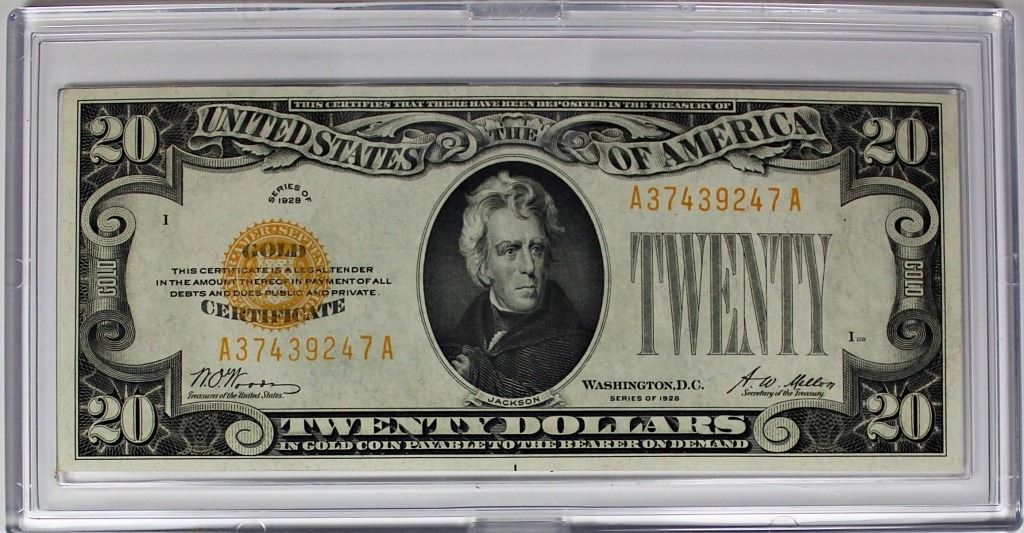 THIS CERTIFIES THAT THERE HAVE BEEN DEPOSITED IN THE TREASURY OF
20 UNITED STATES THE OF AMERICA 20
SERIES OF
1928
A37439247A
I
GOLD
GOLD
GOLD
THIS CERTIFICATE IS A LEGAL TENDER
IN THE AMOUNT THEREOF IN PAYMENT OF ALL
DEBTS AND DUES PUBLIC AND PRIVATE.
CERTIFICATE
TWENTY
A37439247A
I 108
W.O. Woods
Treasurer of the United States.
WASHINGTON, D.C.
SERIES OF 1928
A. W. Mellon
Secretary of the Treasury.
JACKSON
20 TWENTY DOLLARS 20
IN GOLD COIN PAYABLE TO THE BEARER ON DEMAND